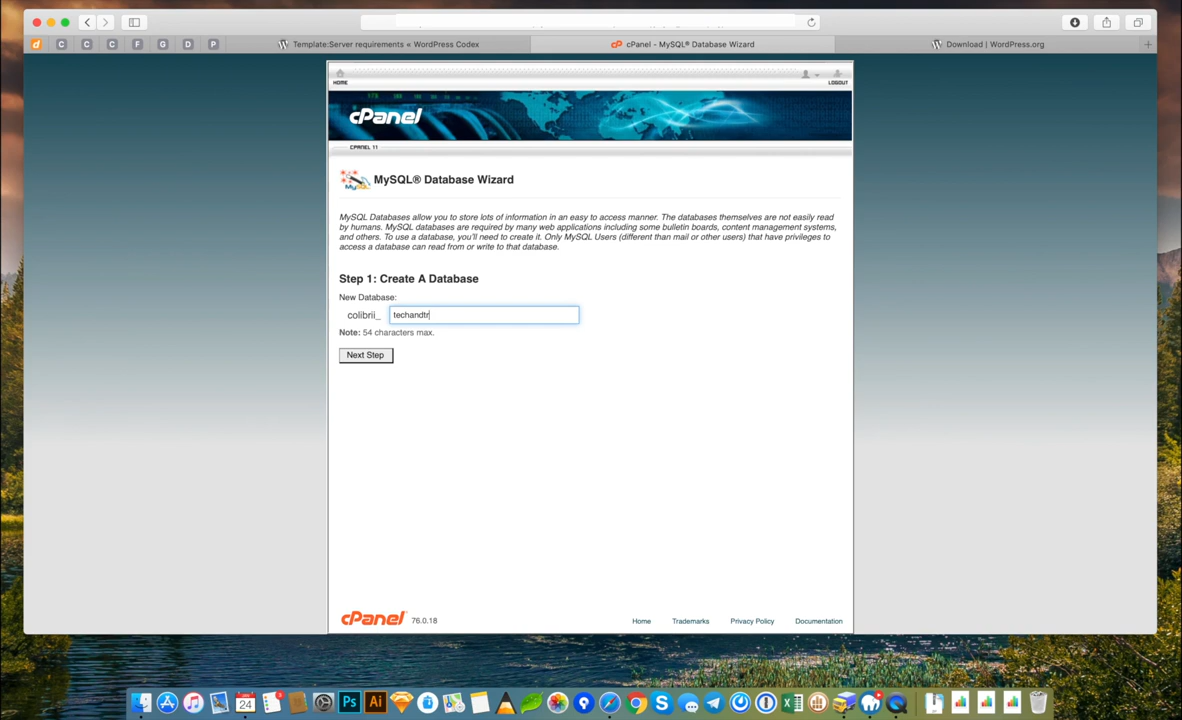 d C C C F G D P Template:Server requirements « WordPress Codex cPanel - MySQL® Database Wizard Download | WordPress.org +
HOME LOGOUT
cPanel
CPANEL 11
MySQL® Database Wizard
MySQL Databases allow you to store lots of information in an easy to access manner. The databases themselves are not easily read
by humans. MySQL databases are required by many web applications including some bulletin boards, content management systems,
and others. To use a database, you'll need to create it. Only MySQL Users (different than mail or other users) that have privileges to
access a database can read from or write to that database.
Step 1: Create A Database
New Database:
colibrii_ techandtr
Note: 54 characters max.
Next Step
cPanel 76.0.18 Home Trademarks Privacy Policy Documentation
24 Ps Ai S